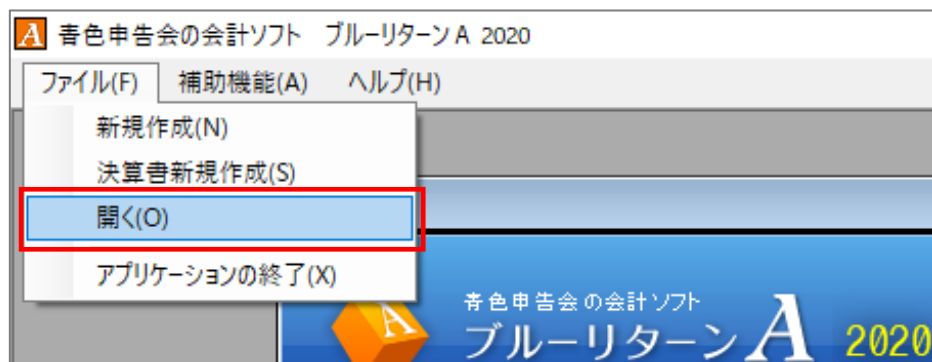 A 青色申告会の会計ソフト ブルーリターンA 2020
ファイル(F) 補助機能(A) ヘルプ(H)
新規作成(N)
決算書新規作成(S)
開く(O)
アプリケーションの終了(X)
A
青色申告会の会計ソフト
ブルーリターンA 2020